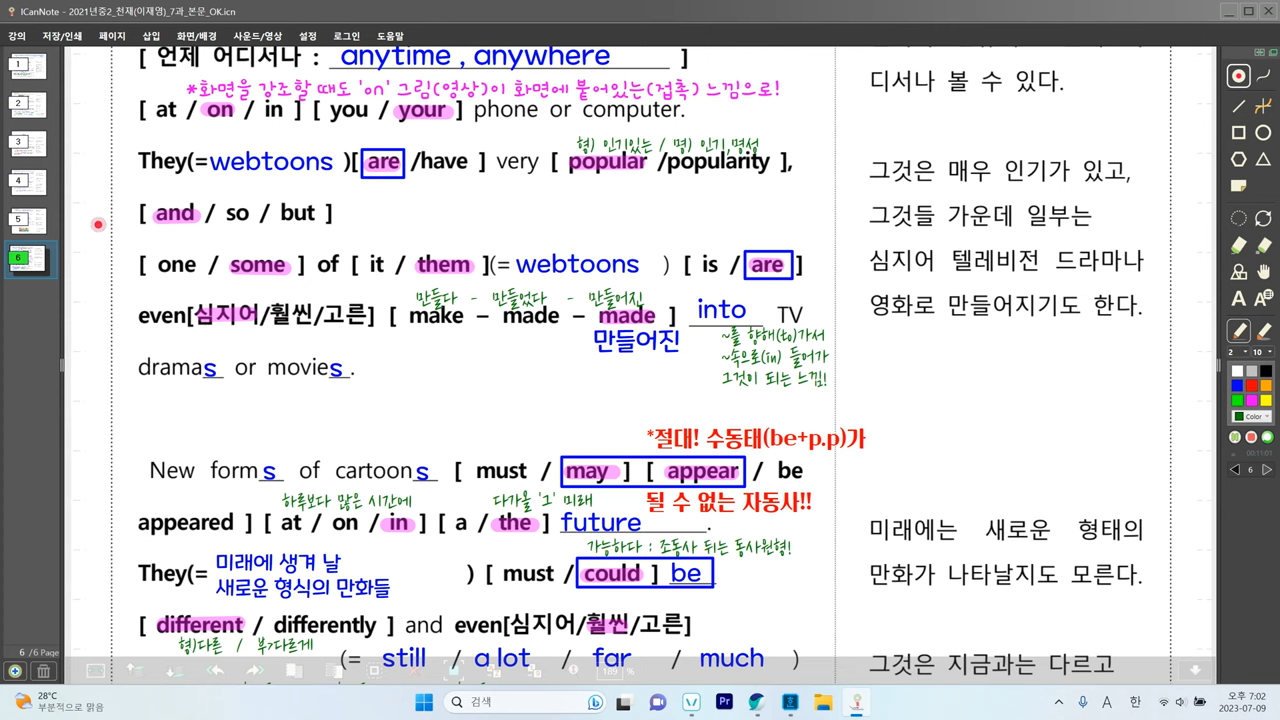 ICanNote - 2021년중2_천재(이재영)_7과_본문_OK.icn
강의 저장/인쇄 페이지 삽입 화면/배경 사운드/영상 설정 로그인 도움말
[ 언제 어디서나 : anytime , anywhere ]
디서나 볼 수 있다.
*화면을 강조할 때도 'on' 그림(영상)이 화면에 붙어있는(접촉) 느낌으로!
[ at / on / in ] [ you / your ] phone or computer.
형) 인기있는 / 명) 인기,명성
They(=webtoons )[ are /have ] very [ popular /popularity ],
그것은 매우 인기가 있고,
[ and / so / but ]
그것들 가운데 일부는
[ one / some ] of [ it / them ](= webtoons ) [ is / are ]
심지어 텔레비전 드라마나
만들다 - 만들었다 - 만들어진
even[심지어/훨씬/고른] [ make – made – made ] into TV
영화로 만들어지기도 한다.
만들어진
~를 향해(to)가서
~속으로(in) 들어가
그것이 되는 느낌!
dramas or movies.
*절대! 수동태(be+p.p)가
New forms of cartoons [ must / may ] [ appear / be
하루보다 많은 시간에 다가올 '그' 미래
될 수 없는 자동사!!
appeared ] [ at / on / in ] [ a / the ] future .
미래에는 새로운 형태의
가능하다 : 조동사 뒤는 동사원형!
미래에 생겨 날
새로운 형식의 만화들
They(= ) [ must / could ] be
만화가 나타날지도 모른다.
[ different / differently ] and even[심지어/훨씬/고른]
형)다른 / 부>다르게
(= still / a lot / far / much )
그것은 지금과는 다르고
1
2
3
4
5
6
6 /6 Page
189
2 10
Color
00:11:01
6
28°C
부분적으로 맑음
검색
A 한
오후 7:02
2023-07-09